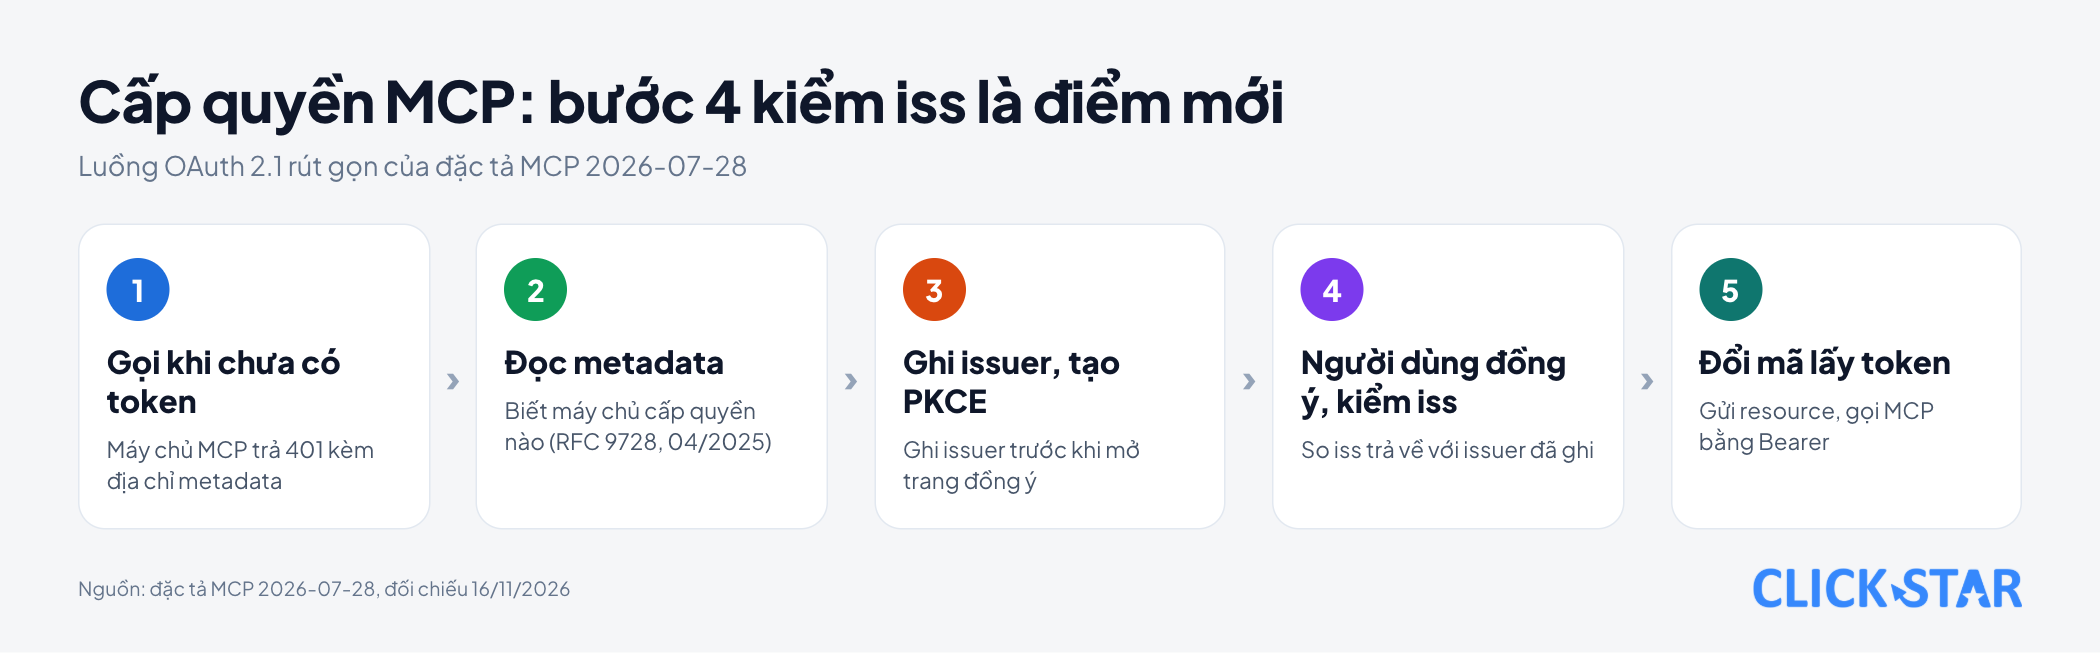 Cấp quyền MCP: bước 4 kiểm iss là điểm mới
Luồng OAuth 2.1 rút gọn của đặc tả MCP 2026-07-28
1
Gọi khi chưa có
token
Máy chủ MCP trả 401 kèm
địa chỉ metadata
›
2
Đọc metadata
Biết máy chủ cấp quyền
nào (RFC 9728, 04/2025)
›
3
Ghi issuer, tạo
PKCE
Ghi issuer trước khi mở
trang đồng ý
›
4
Người dùng đồng
ý, kiểm iss
So iss trả về với issuer đã ghi
›
5
Đổi mã lấy token
Gửi resource, gọi MCP
bằng Bearer
Nguồn: đặc tả MCP 2026-07-28, đối chiếu 16/11/2026
CLICK STAR